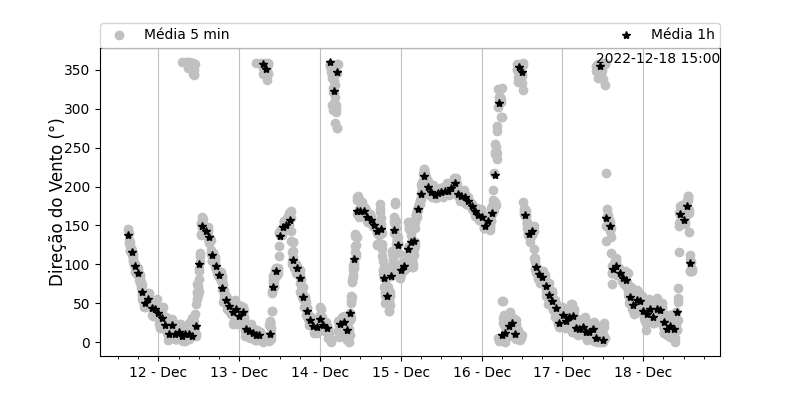 Média 5 min
Média 1h
2022-12-18 15:00
Direção do Vento (°)
350
300
250
200
150
100
50
0
12 - Dec
13 - Dec
14 - Dec
15 - Dec
16 - Dec
17 - Dec
18 - Dec